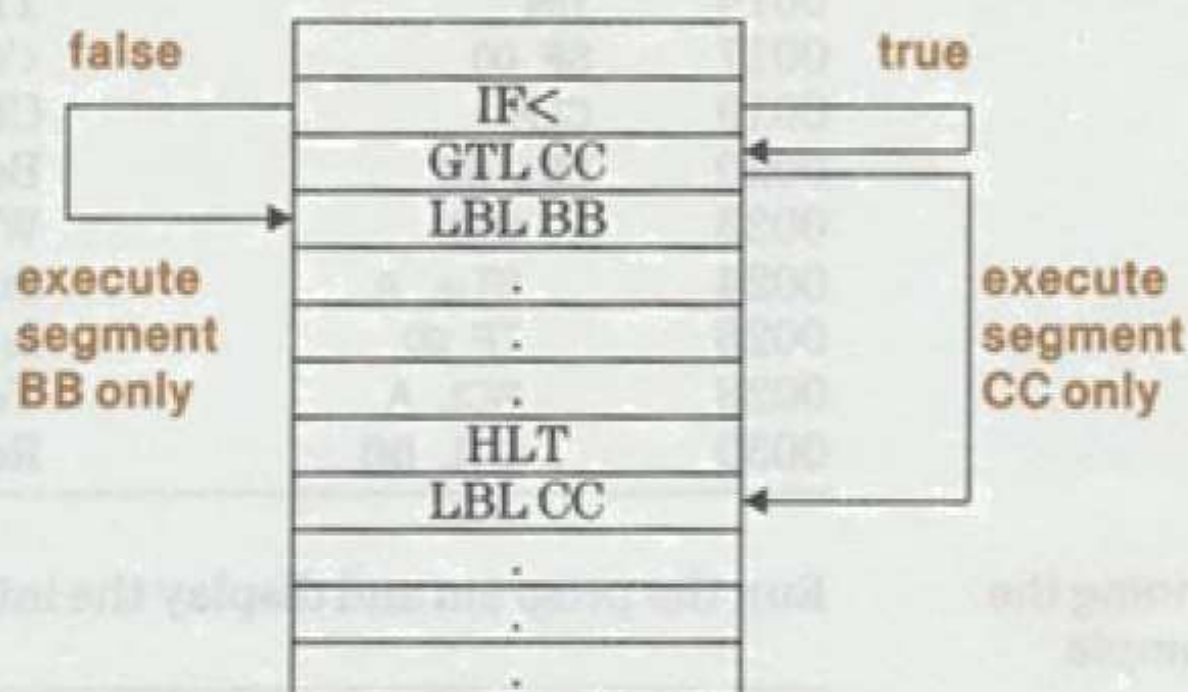 false
true
IF<
GTL CC
LBL BB
execute
segment
BB only
.
.
.
execute
segment
CC only
HLT
LBL CC
.
.
.